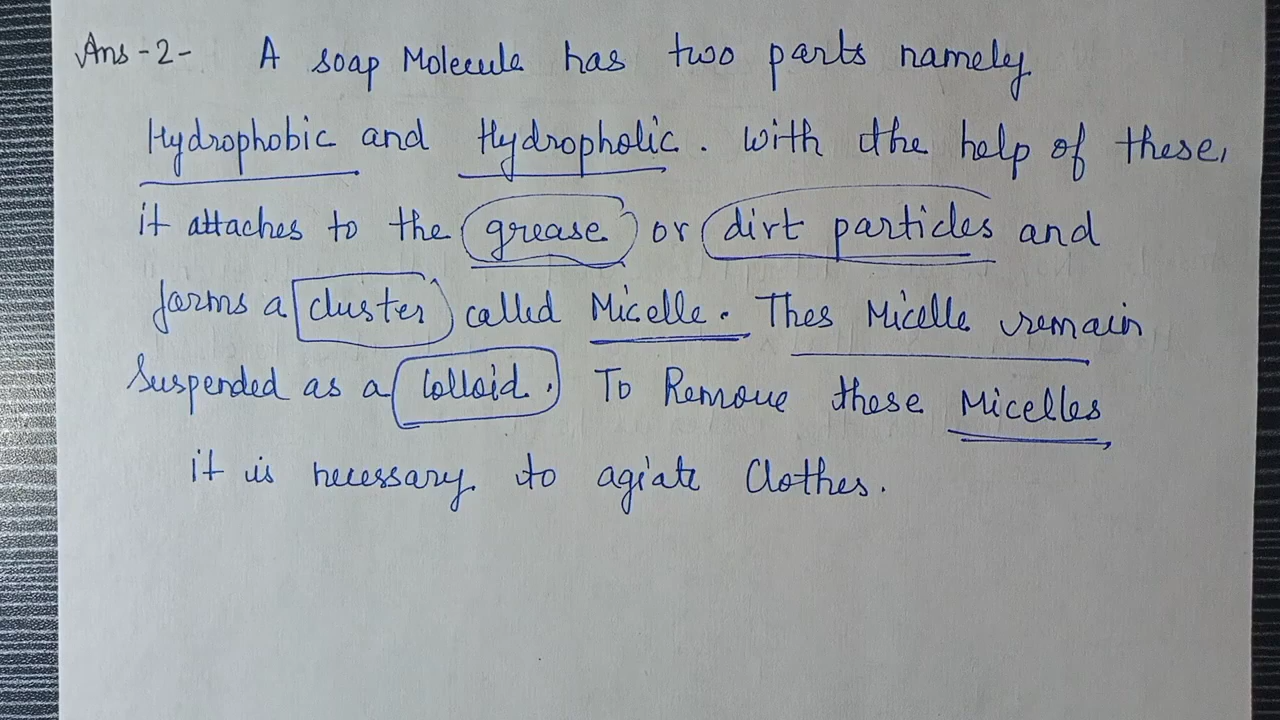 Ans-2- A soap Molecule has two parts namely
Hydrophobic and Hydropholic. With the help of these,
it attaches to the grease or dirt particles and
forms a cluster called Micelle. Thes Micelle remain
Suspended as a Colloid. To Remove these Micelles
it is necessary to agiate Clothes.